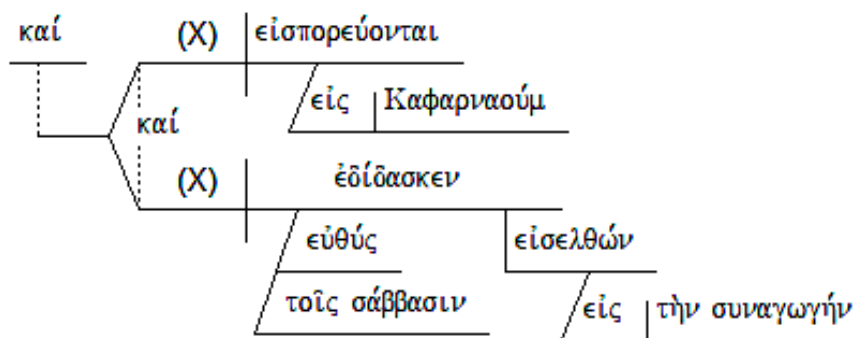 καί (X) εἰσπορεύονται
εἰς Καφαρναούμ
καί
(X) ἐδίδασκεν
εὐθύς εἰσελθών
τοῖς σάββασιν εἰς τὴν συναγωγήν